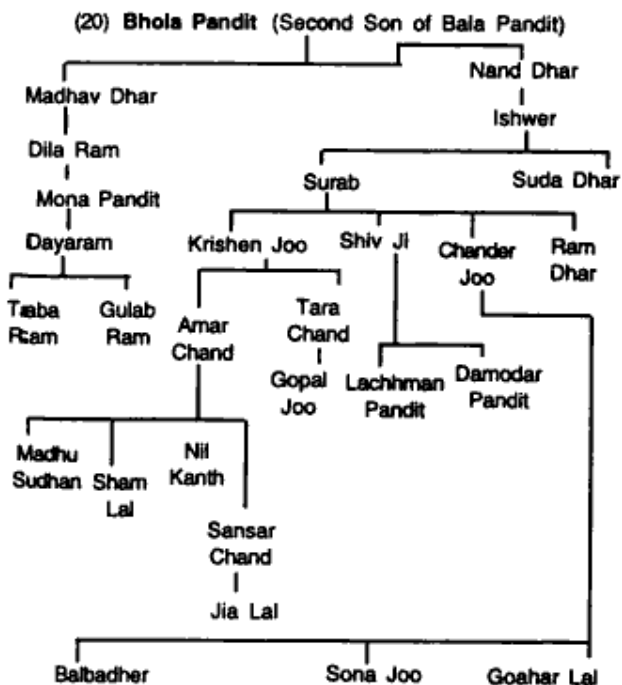 (20) Bhola Pandit (Second Son of Bala Pandit)
Nand Dhar
Madhav Dhar
Ishwer
Dila Ram
Surab
Suda Dhar
Mona Pandit
Dayaram
Krishen Joo
Shiv Ji
Chander
Joo
Ram
Dhar
Ram
Gulab
Ram
Amar
Chand
Tara
Chand
Gopal
Joo
Lachhman
Pandit
Damodar
Pandit
Madhu
Sudhan
Sham
Lal
Nil
Kanth
Sansar
Chand
Jia Lal
Balbadher
Sona Joo
Goahar Lal